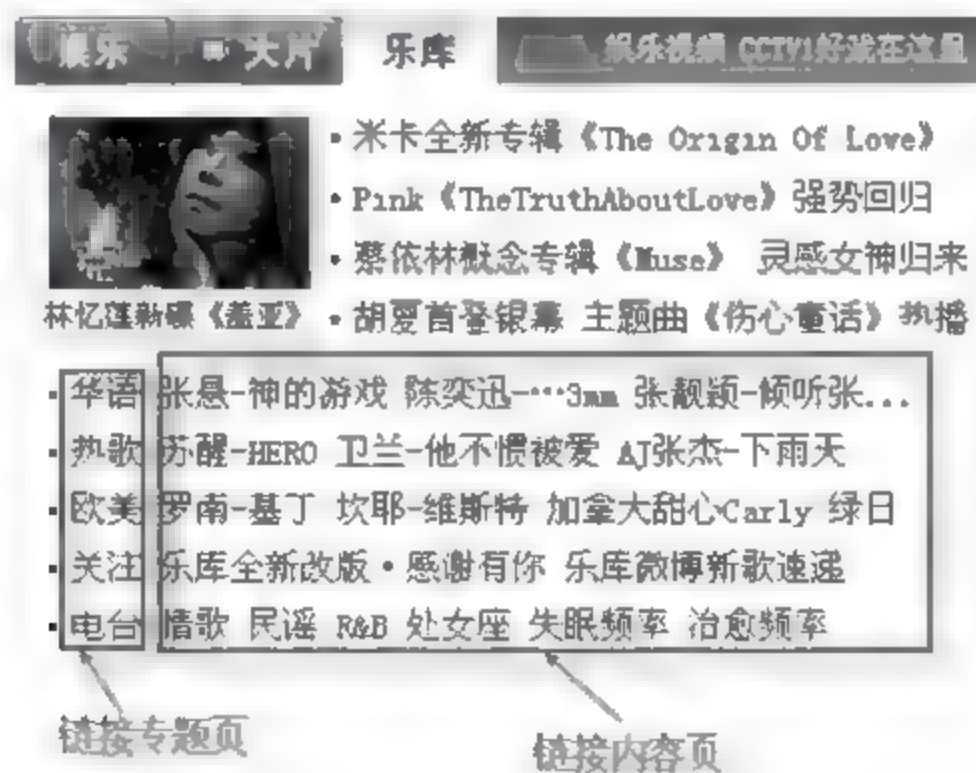 娱乐 大片 乐库 娱乐视频 CCTV1好戏在这里
• 米卡全新专辑《The Origin Of Love》
• Pink《TheTruthAboutLove》强势回归
• 蔡依林概念专辑《Muse》 灵感女神归来
林忆莲新碟《盖亚》 • 胡夏首登银幕 主题曲《伤心童话》热播
• 华语 张悬-神的游戏 陈奕迅-···3mm 张靓颖-倾听张...
• 热歌 苏醒-HERO 卫兰-他不惯被爱 AJ张杰-下雨天
• 欧美 罗南-基丁 坎耶-维斯特 加拿大甜心Carly 绿日
• 关注 乐库全新改版·感谢有你 乐库微博新歌速递
• 电台 情歌 民谣 R&B 处女座 失眠频率 治愈频率
链接专题页 链接内容页